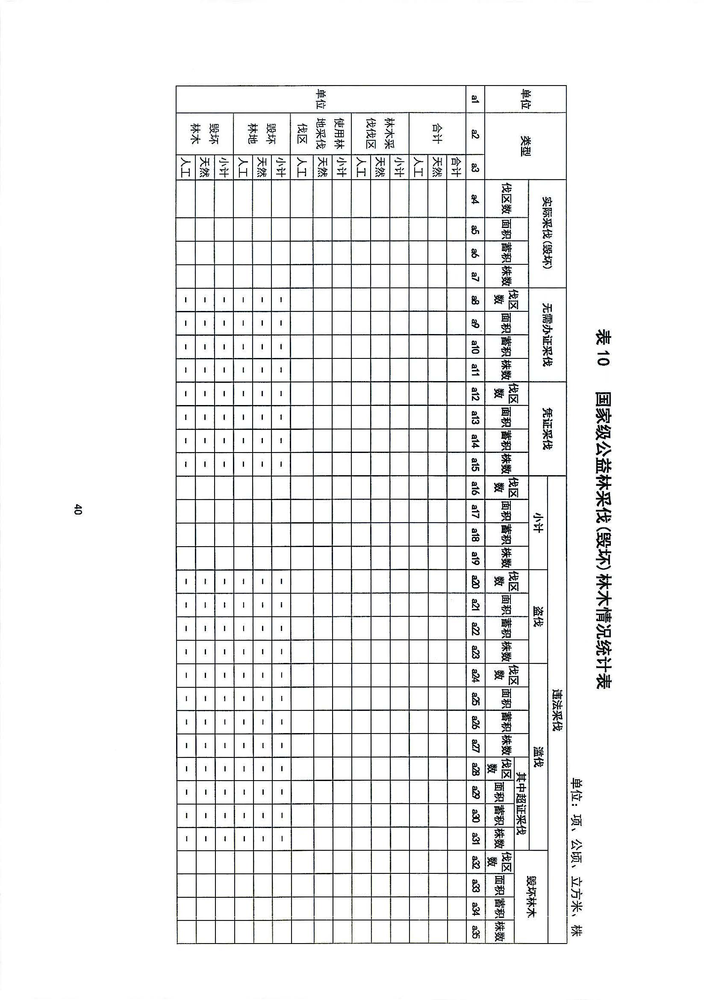 表 10 国家级公益林采伐（毁坏）林木情况统计表
单位：项、公顷、立方米、株
单位 类型 实际采伐（毁坏） 无需办证采伐 凭证采伐 违法采伐
小计 盗伐 滥伐 毁坏林木
其中超证采伐
伐区数 面积 蓄积 株数 伐区数 面积 蓄积 株数 伐区数 面积 蓄积 株数 伐区数 面积 蓄积 株数 伐区数 面积 蓄积 株数 伐区数 面积 蓄积 株数 伐区数 面积 蓄积 株数 伐区数 面积 蓄积 株数
a1 a2 a3 a4 a5 a6 a7 a8 a9 a10 a11 a12 a13 a14 a15 a16 a17 a18 a19 a20 a21 a22 a23 a24 a25 a26 a27 a28 a29 a30 a31 a32 a33 a34 a35
单位 合计 合计
天然
人工
林木采伐伐区 小计
天然
人工
使用林地采伐伐区 小计
天然
人工
毁坏林地 小计 - - - - - - - - - - - - - - - - - - - -
天然 - - - - - - - - - - - - - - - - - - - -
人工 - - - - - - - - - - - - - - - - - - - -
毁坏林木 小计 - - - - - - - - - - - - - - - - - - - -
天然 - - - - - - - - - - - - - - - - - - - -
人工 - - - - - - - - - - - - - - - - - - - -
40